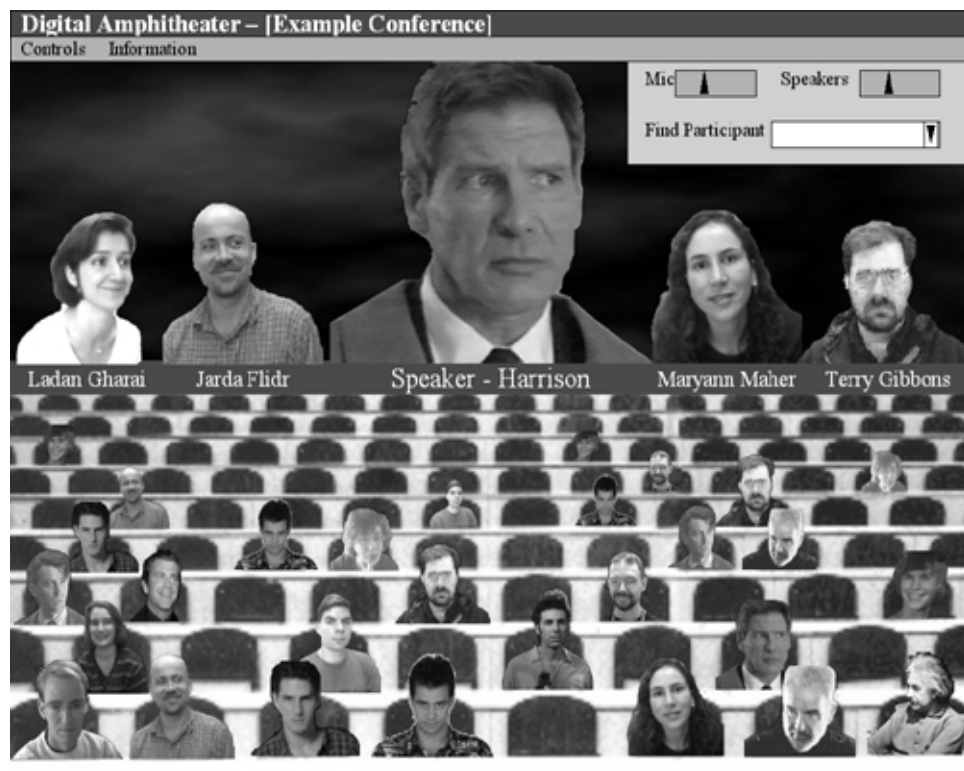 Digital Amphitheater – [Example Conference]
Controls Information
Mic Speakers
Find Participant
Ladan Gharai Jarda Flidr Speaker - Harrison Maryann Maher Terry Gibbons